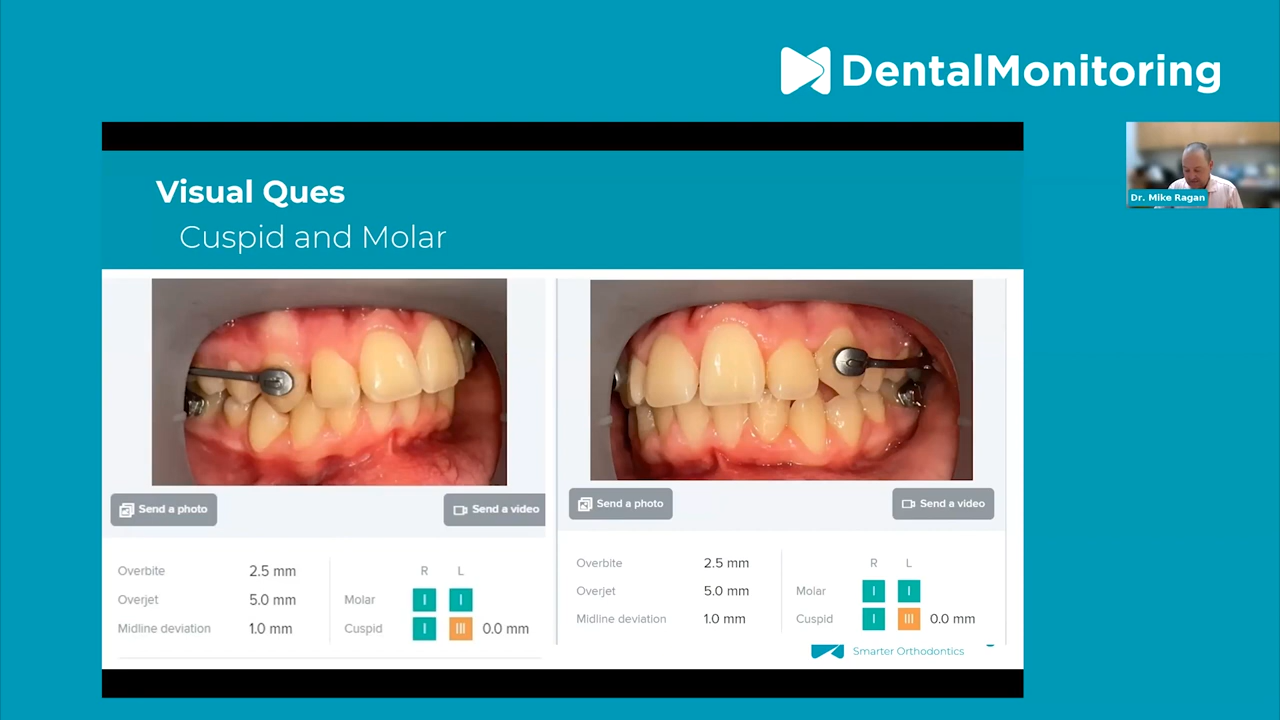 DentalMonitoring
Dr. Mike Ragan
Visual Ques
Cuspid and Molar
Send a photo
Send a video
Overbite 2.5 mm
Overjet 5.0 mm
Midline deviation 1.0 mm
R L
Molar I I
Cuspid I III 0.0 mm
Send a photo
Send a video
Overbite 2.5 mm
Overjet 5.0 mm
Midline deviation 1.0 mm
R L
Molar I I
Cuspid I III 0.0 mm
Smarter Orthodontics